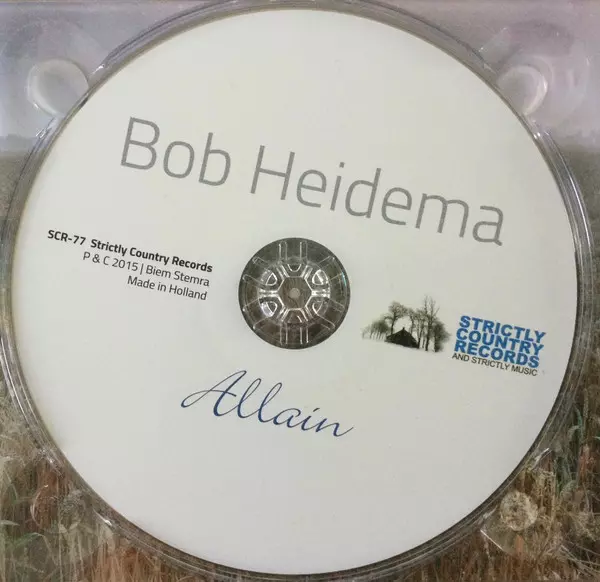 Bob Heidema
SCR-77 Strictly Country Records
P & C 2015 | Biem Stemra
Made in Holland
STRICTLY
COUNTRY
RECORDS
AND STRICTLY MUSIC
Allain